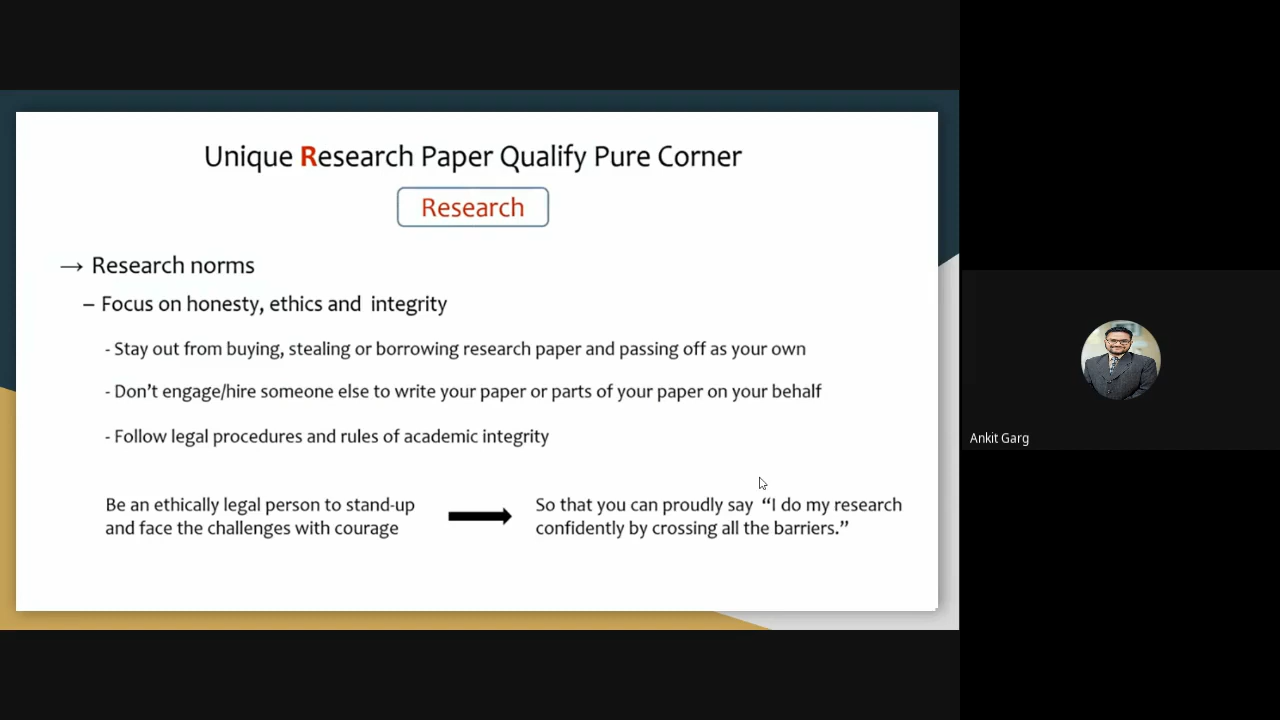 Unique Research Paper Qualify Pure Corner
Research
→ Research norms
– Focus on honesty, ethics and integrity
- Stay out from buying, stealing or borrowing research paper and passing off as your own
- Don’t engage/hire someone else to write your paper or parts of your paper on your behalf
- Follow legal procedures and rules of academic integrity
Be an ethically legal person to stand-up
and face the challenges with courage
So that you can proudly say “I do my research
confidently by crossing all the barriers.”
Ankit Garg